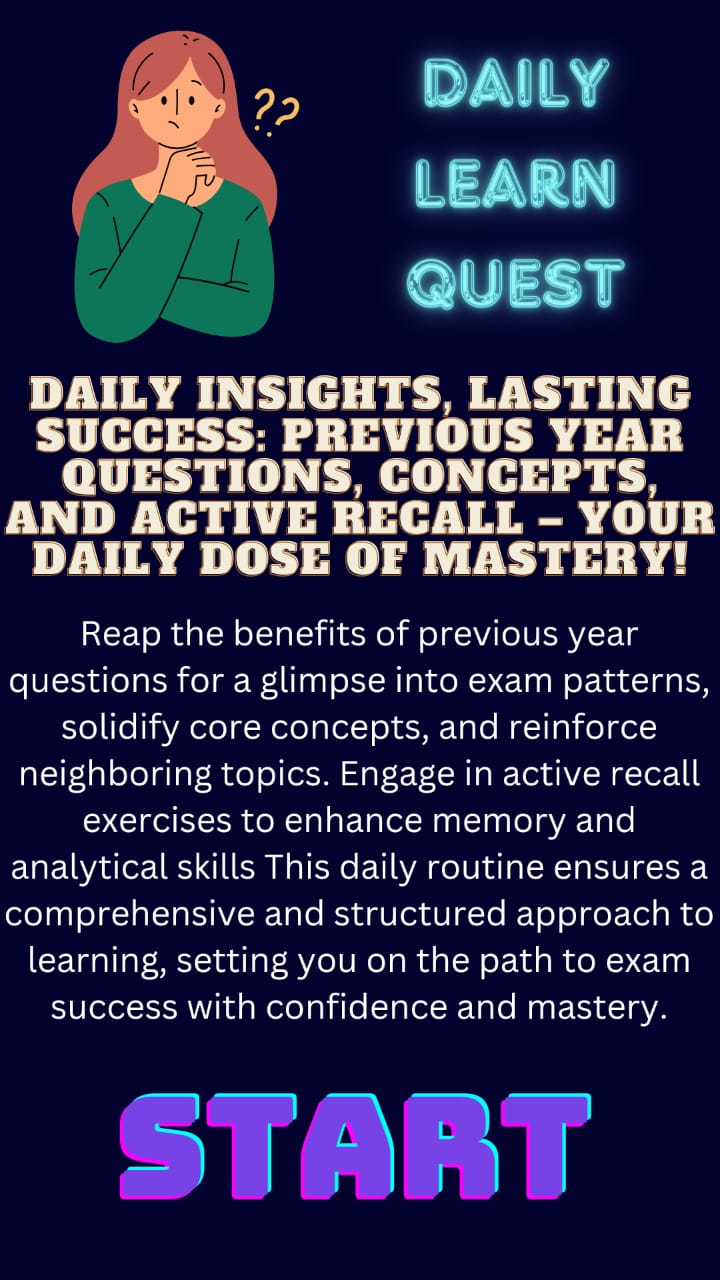 ??
DAILY
LEARN
QUEST
DAILY INSIGHTS, LASTING
SUCCESS: PREVIOUS YEAR
QUESTIONS, CONCEPTS,
AND ACTIVE RECALL – YOUR
DAILY DOSE OF MASTERY!
Reap the benefits of previous year
questions for a glimpse into exam patterns,
solidify core concepts, and reinforce
neighboring topics. Engage in active recall
exercises to enhance memory and
analytical skills This daily routine ensures a
comprehensive and structured approach to
learning, setting you on the path to exam
success with confidence and mastery.
START